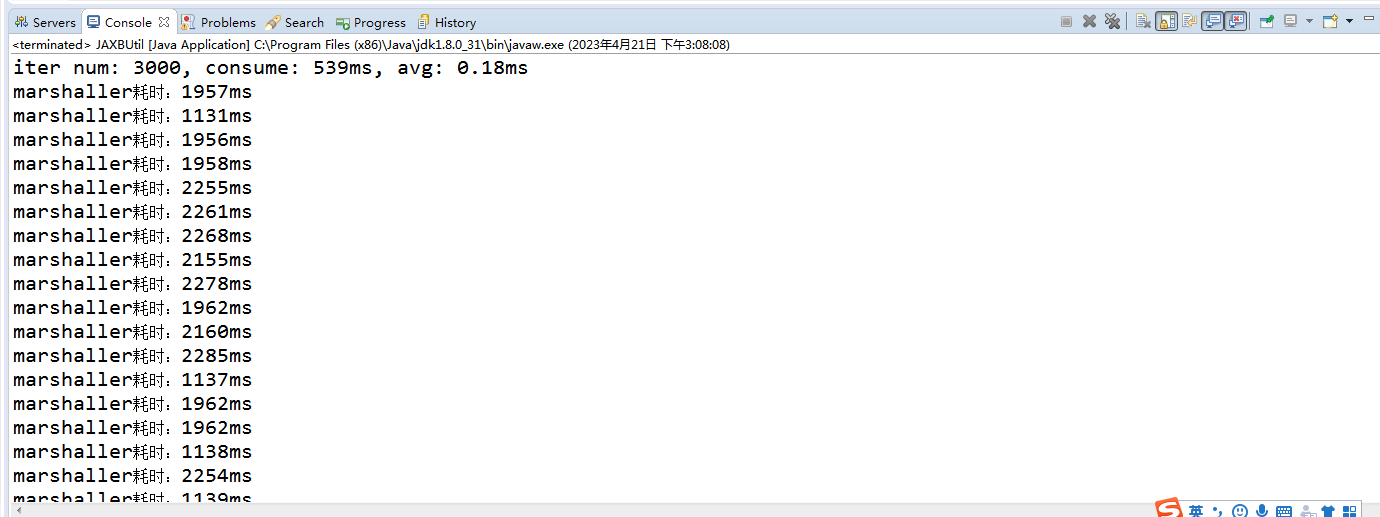 Servers Console Problems Search Progress History
<terminated> JAXBUtil [Java Application] C:\Program Files (x86)\Java\jdk1.8.0_31\bin\javaw.exe (2023年4月21日 下午3:08:08)
iter num: 3000, consume: 539ms, avg: 0.18ms
marshaller耗时：1957ms
marshaller耗时：1131ms
marshaller耗时：1956ms
marshaller耗时：1958ms
marshaller耗时：2255ms
marshaller耗时：2261ms
marshaller耗时：2268ms
marshaller耗时：2155ms
marshaller耗时：2278ms
marshaller耗时：1962ms
marshaller耗时：2160ms
marshaller耗时：2285ms
marshaller耗时：1137ms
marshaller耗时：1962ms
marshaller耗时：1962ms
marshaller耗时：1138ms
marshaller耗时：2254ms
marshaller耗时：1139ms
英